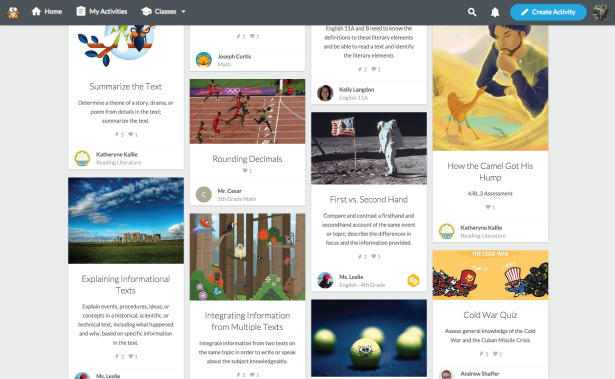 Home
My Activities
Classes
Create Activity
Summarize the Text
Determine a theme of a story, drama, or
poem from details in the text;
summarize the text.
5 1
Katheryne Kallie
Reading Literature
Explaining Informational
Texts
Explain events, procedures, ideas, or
concepts in a historical, scientific, or
technical text, including what happened
and why, based on specific information
in the text.
3 1
Ms. Leslie
1 1
Joseph Curtis
Math
Rounding Decimals
1
C
Mr. Cesar
5th Grade Math
Integrating Information
from Multiple Texts
Integrate information from two texts on
the same topic in order to write or speak
about the subject knowledgeably.
2 1
English 11A and B need to know the
definitions to these literary elements
and be able to read a text and identify
the literary elements
2 1
Kelly Langdon
English 11A
First vs. Second Hand
Compare and contrast a firsthand and
secondhand account of the same event
or topic; describe the differences in
focus and the information provided.
2 1
Ms. Leslie
English - 4th Grade
How the Camel Got His
Hump
4.RL.3 Assessment
1
Katheryne Kallie
Reading Literature
THE COLD WAR
Cold War Quiz
Assess general knowledge of the Cold
War and the Cuban Missile Crisis
3 1
Andrew Shaffer